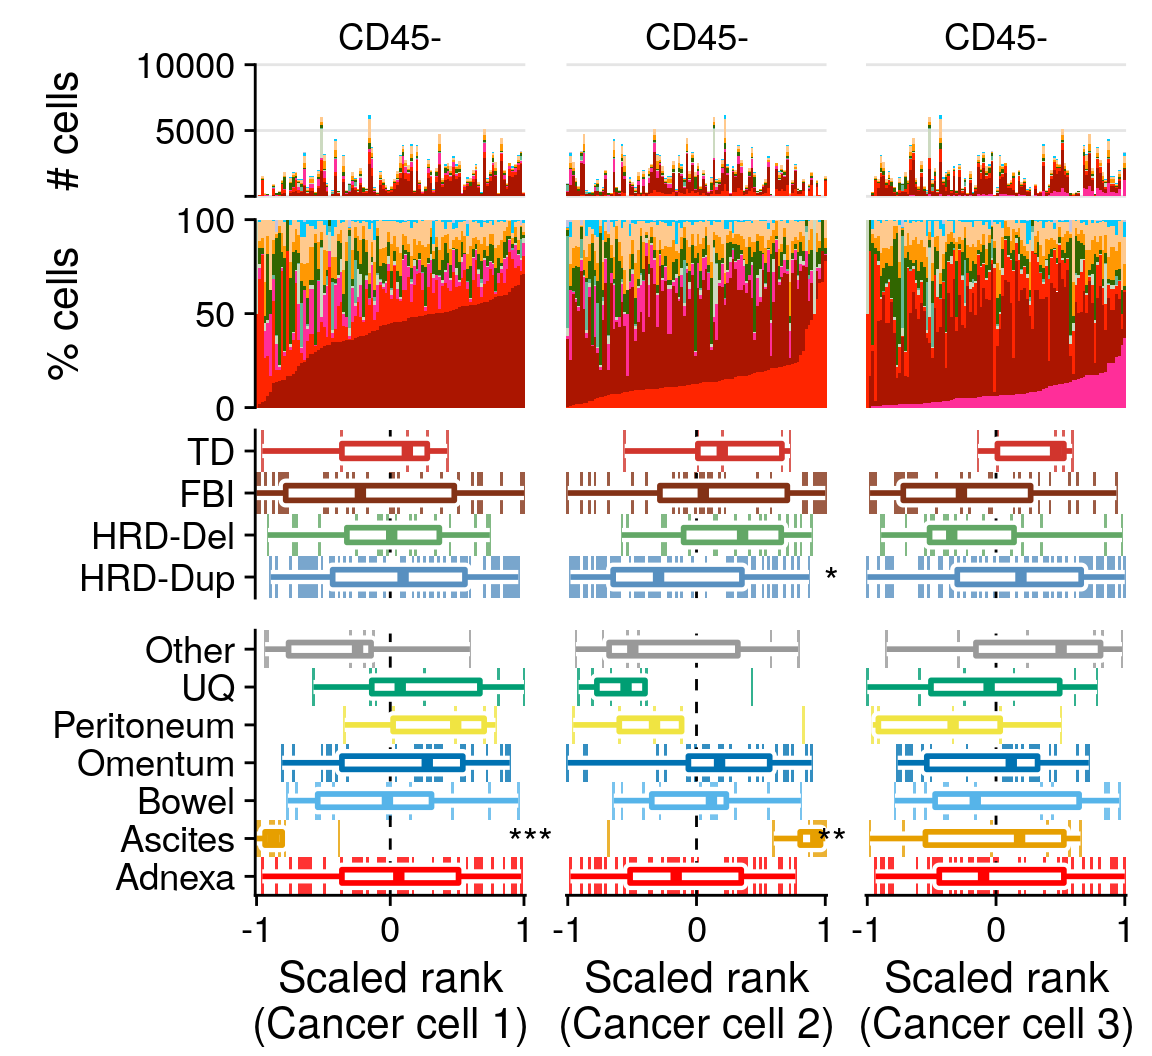 CD45- CD45- CD45-
# cells
10000
5000
% cells
100
50
0
TD
FBI
HRD-Del
HRD-Dup *
Other
UQ
Peritoneum
Omentum
Bowel
Ascites *** **
Adnexa
-1 0 1 -1 0 1 -1 0 1
Scaled rank Scaled rank Scaled rank
(Cancer cell 1) (Cancer cell 2) (Cancer cell 3)